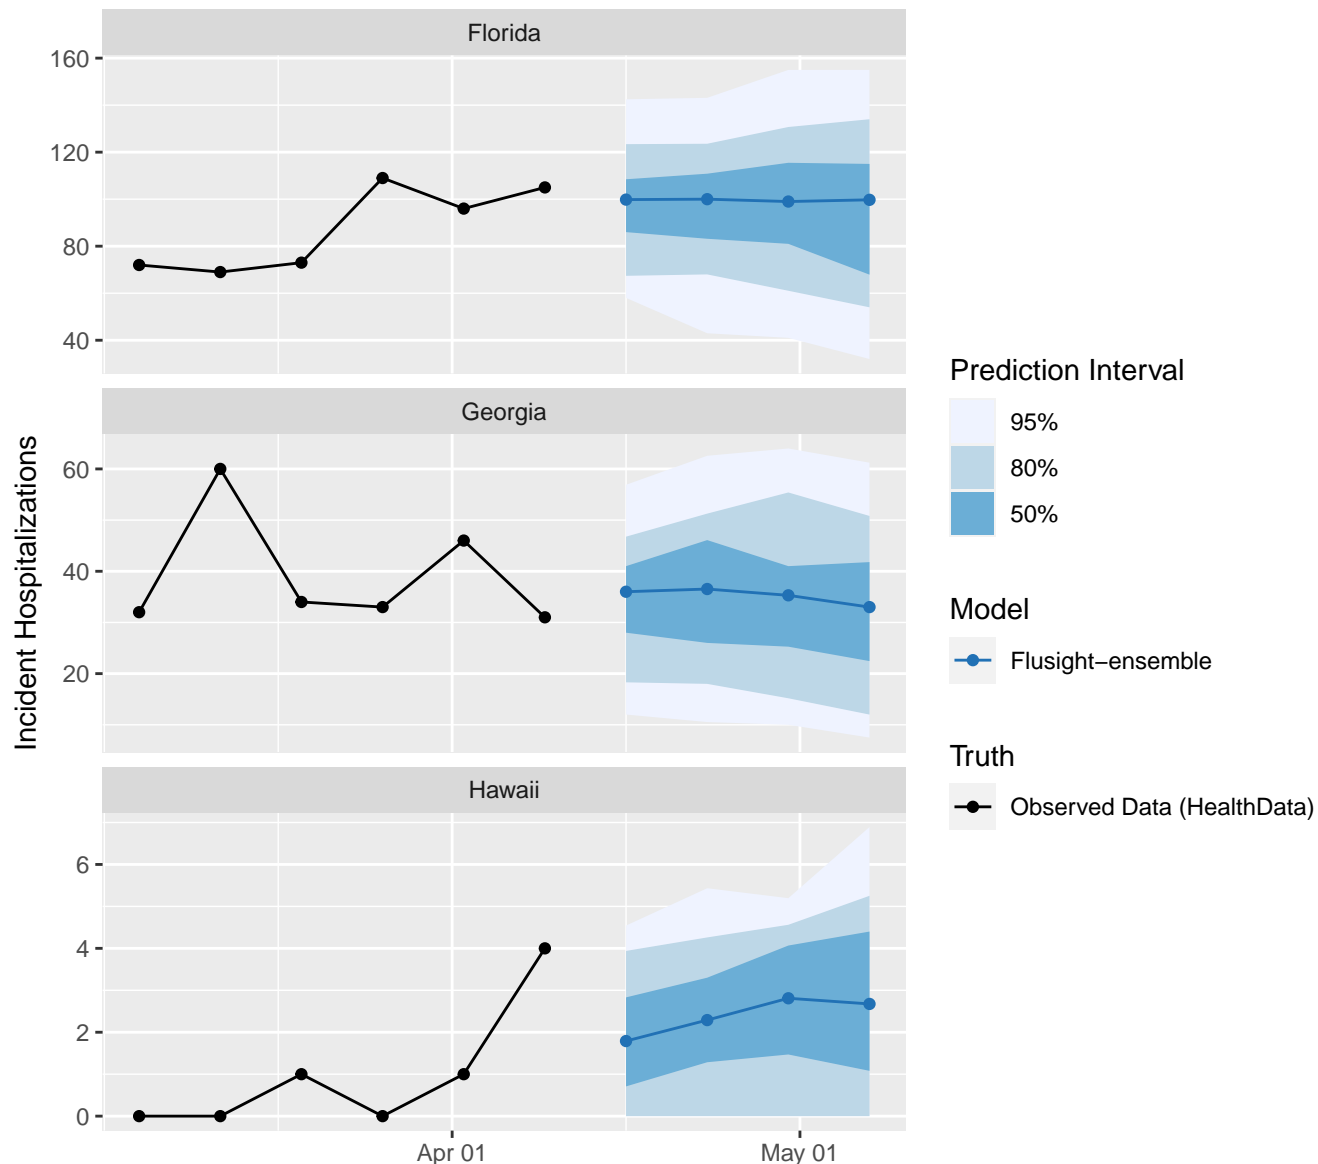 Florida
160
120
80
40
Georgia
60
40
20
Hawaii
6
4
2
0
Apr 01
May 01
Incident Hospitalizations
Prediction Interval
95%
80%
50%
Model
Flusight−ensemble
Truth
Observed Data (HealthData)